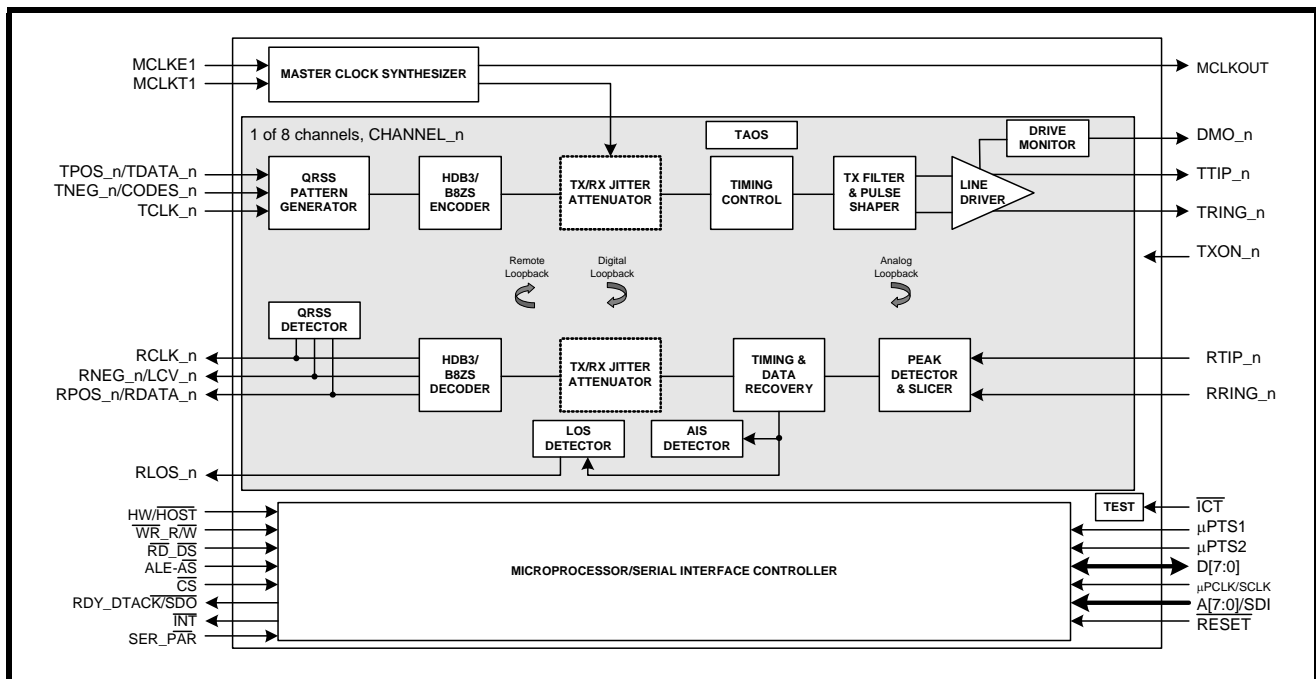 MCLKE1
MCLKT1
MASTER CLOCK SYNTHESIZER
MCLKOUT
1 of 8 channels, CHANNEL_n
TAOS
DRIVE
MONITOR
DMO_n
TPOS_n/TDATA_n
TNEG_n/CODES_n
TCLK_n
QRSS
PATTERN
GENERATOR
HDB3/
B8ZS
ENCODER
TX/RX JITTER
ATTENUATOR
TIMING
CONTROL
TX FILTER
& PULSE
SHAPER
LINE
DRIVER
TTIP_n
TRING_n
TXON_n
Remote
Loopback
Digital
Loopback
Analog
Loopback
QRSS
DETECTOR
RCLK_n
RNEG_n/LCV_n
RPOS_n/RDATA_n
HDB3/
B8ZS
DECODER
TX/RX JITTER
ATTENUATOR
TIMING &
DATA
RECOVERY
PEAK
DETECTOR
& SLICER
RTIP_n
RRING_n
LOS
DETECTOR
AIS
DETECTOR
RLOS_n
TEST
ICT
HW/HOST
WR_R/W
RD_DS
ALE-AS
CS
RDY_DTACK/SDO
INT
SER_PAR
MICROPROCESSOR/SERIAL INTERFACE CONTROLLER
µPTS1
µPTS2
D[7:0]
µPCLK/SCLK
A[7:0]/SDI
RESET